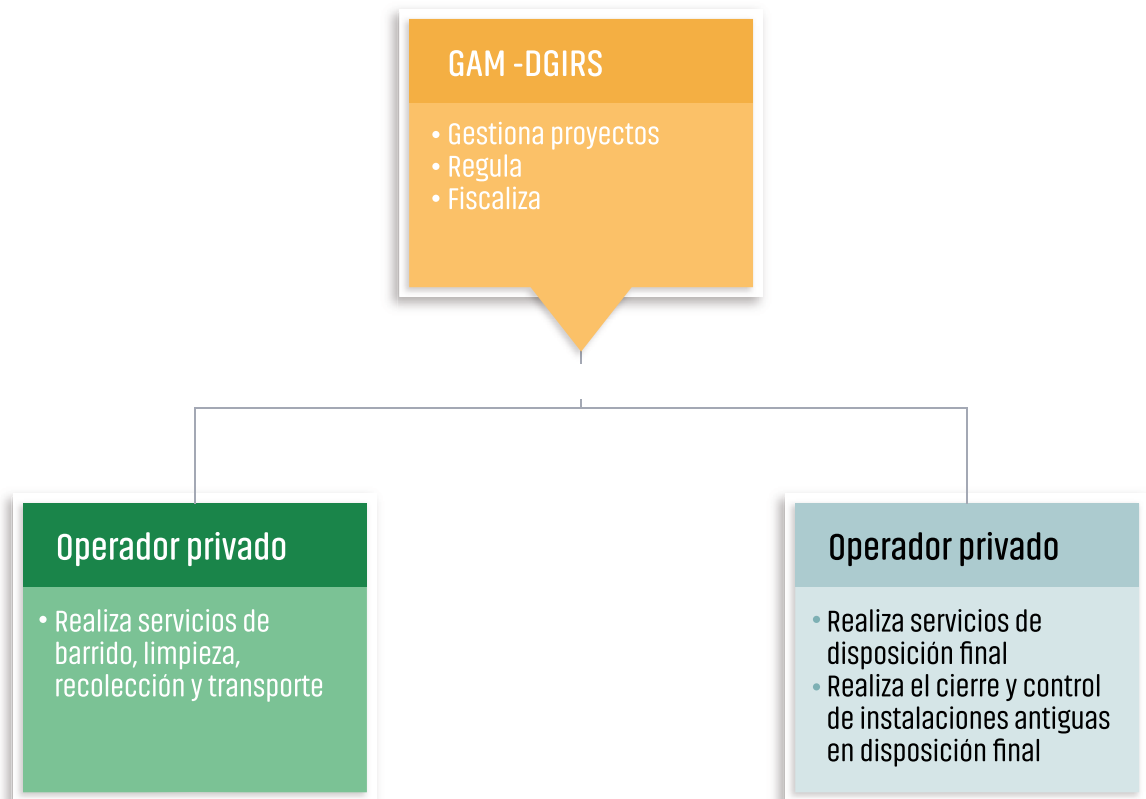 GAM -DGIRS
• Gestiona proyectos
• Regula
• Fiscaliza
Operador privado
• Realiza servicios de
barrido, limpieza,
recolección y transporte
Operador privado
• Realiza servicios de
disposición final
• Realiza el cierre y control
de instalaciones antiguas
en disposición final